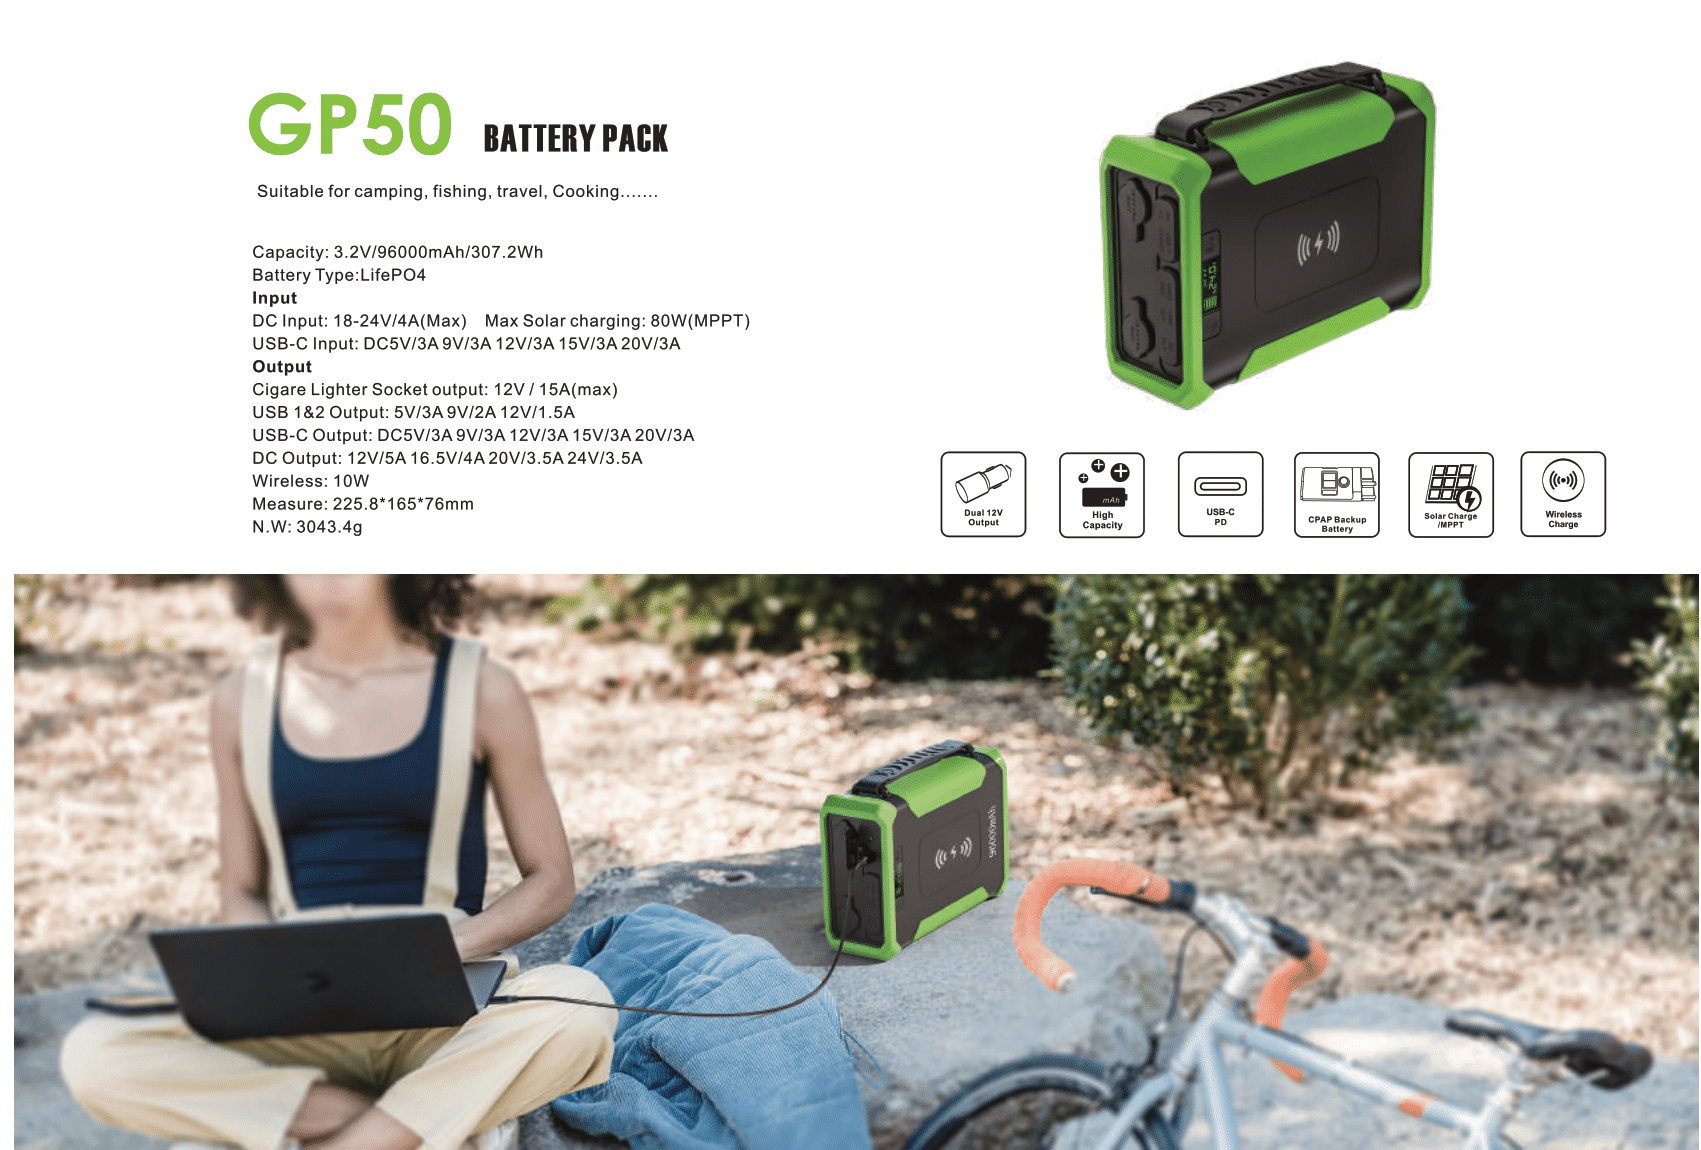 GP50 BATTERY PACK
Suitable for camping, fishing, travel, Cooking.......
Capacity: 3.2V/96000mAh/307.2Wh
Battery Type:LifePO4
Input
DC Input: 18-24V/4A(Max) Max Solar charging: 80W(MPPT)
USB-C Input: DC5V/3A 9V/3A 12V/3A 15V/3A 20V/3A
Output
Cigare Lighter Socket output: 12V / 15A(max)
USB 1&2 Output: 5V/3A 9V/2A 12V/1.5A
USB-C Output: DC5V/3A 9V/3A 12V/3A 15V/3A 20V/3A
DC Output: 12V/5A 16.5V/4A 20V/3.5A 24V/3.5A
Wireless: 10W
Measure: 225.8*165*76mm
N.W: 3043.4g
24.0
Dual 12V
Output
mAh
High
Capacity
USB-C
PD
CPAP Backup
Battery
Solar Charge
/MPPT
Wireless
Charge
96000mAh